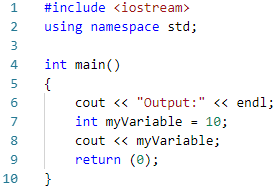 1 #include <iostream>
2 using namespace std;
3
4 int main()
5 {
6     cout << "Output:" << endl;
7     int myVariable = 10;
8     cout << myVariable;
9     return (0);
10 }